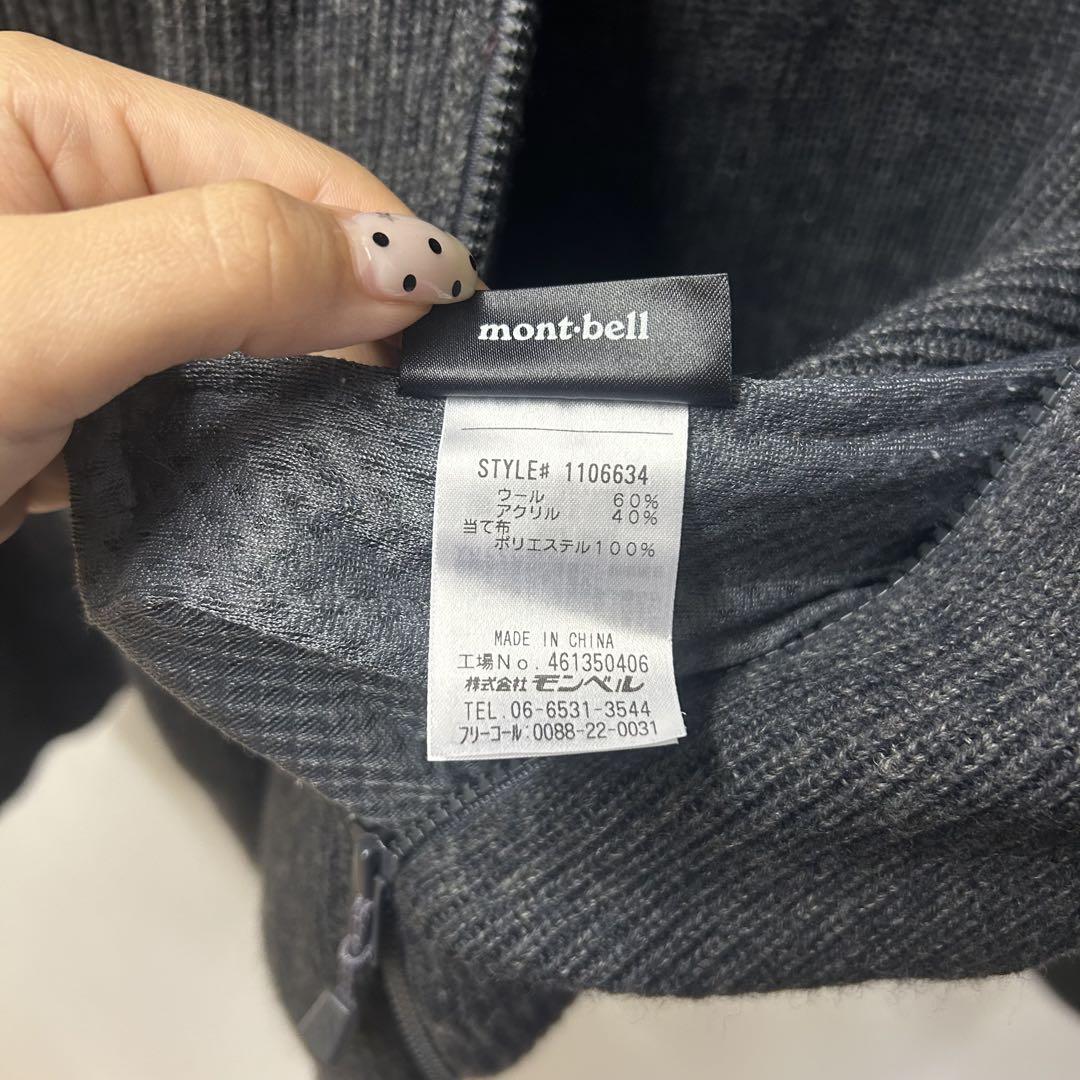 mont·bell
STYLE# 1106634
ウール 60%
アクリル 40%
当て布
ポリエステル100%
MADE IN CHINA
工場No. 461350406
株式会社 モンベル
TEL. 06-6531-3544
フリーコール:0088-22-0031